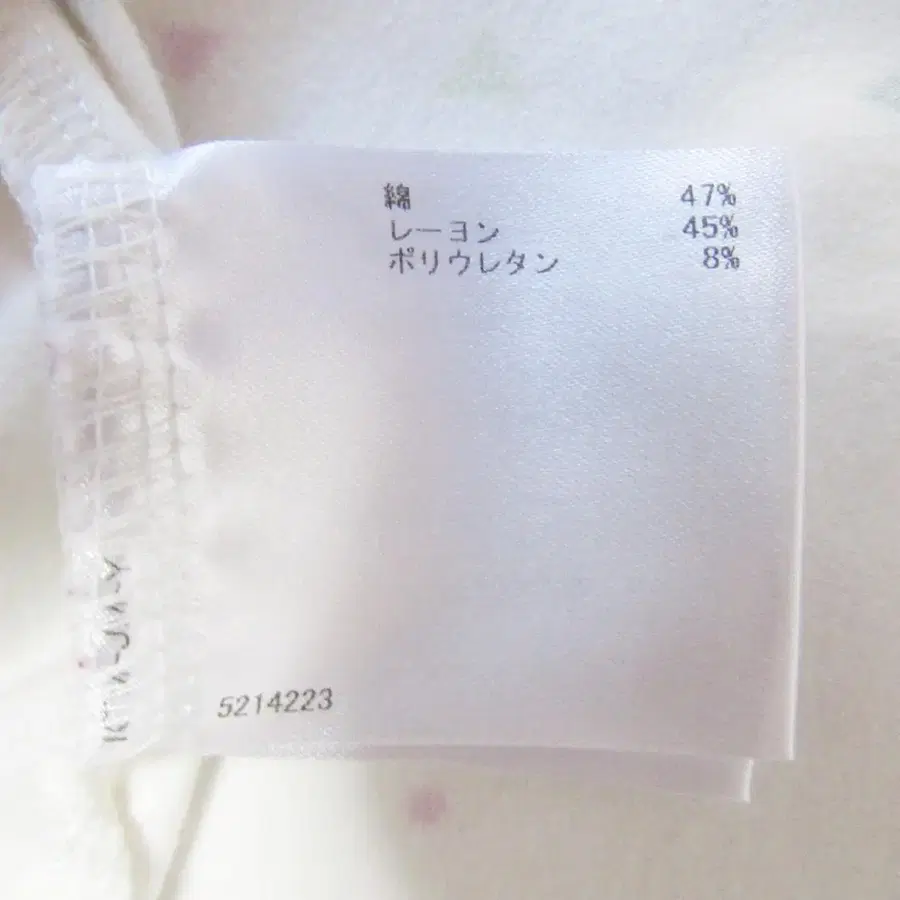 綿 47%
レーヨン 45%
ポリウレタン 8%
5214223